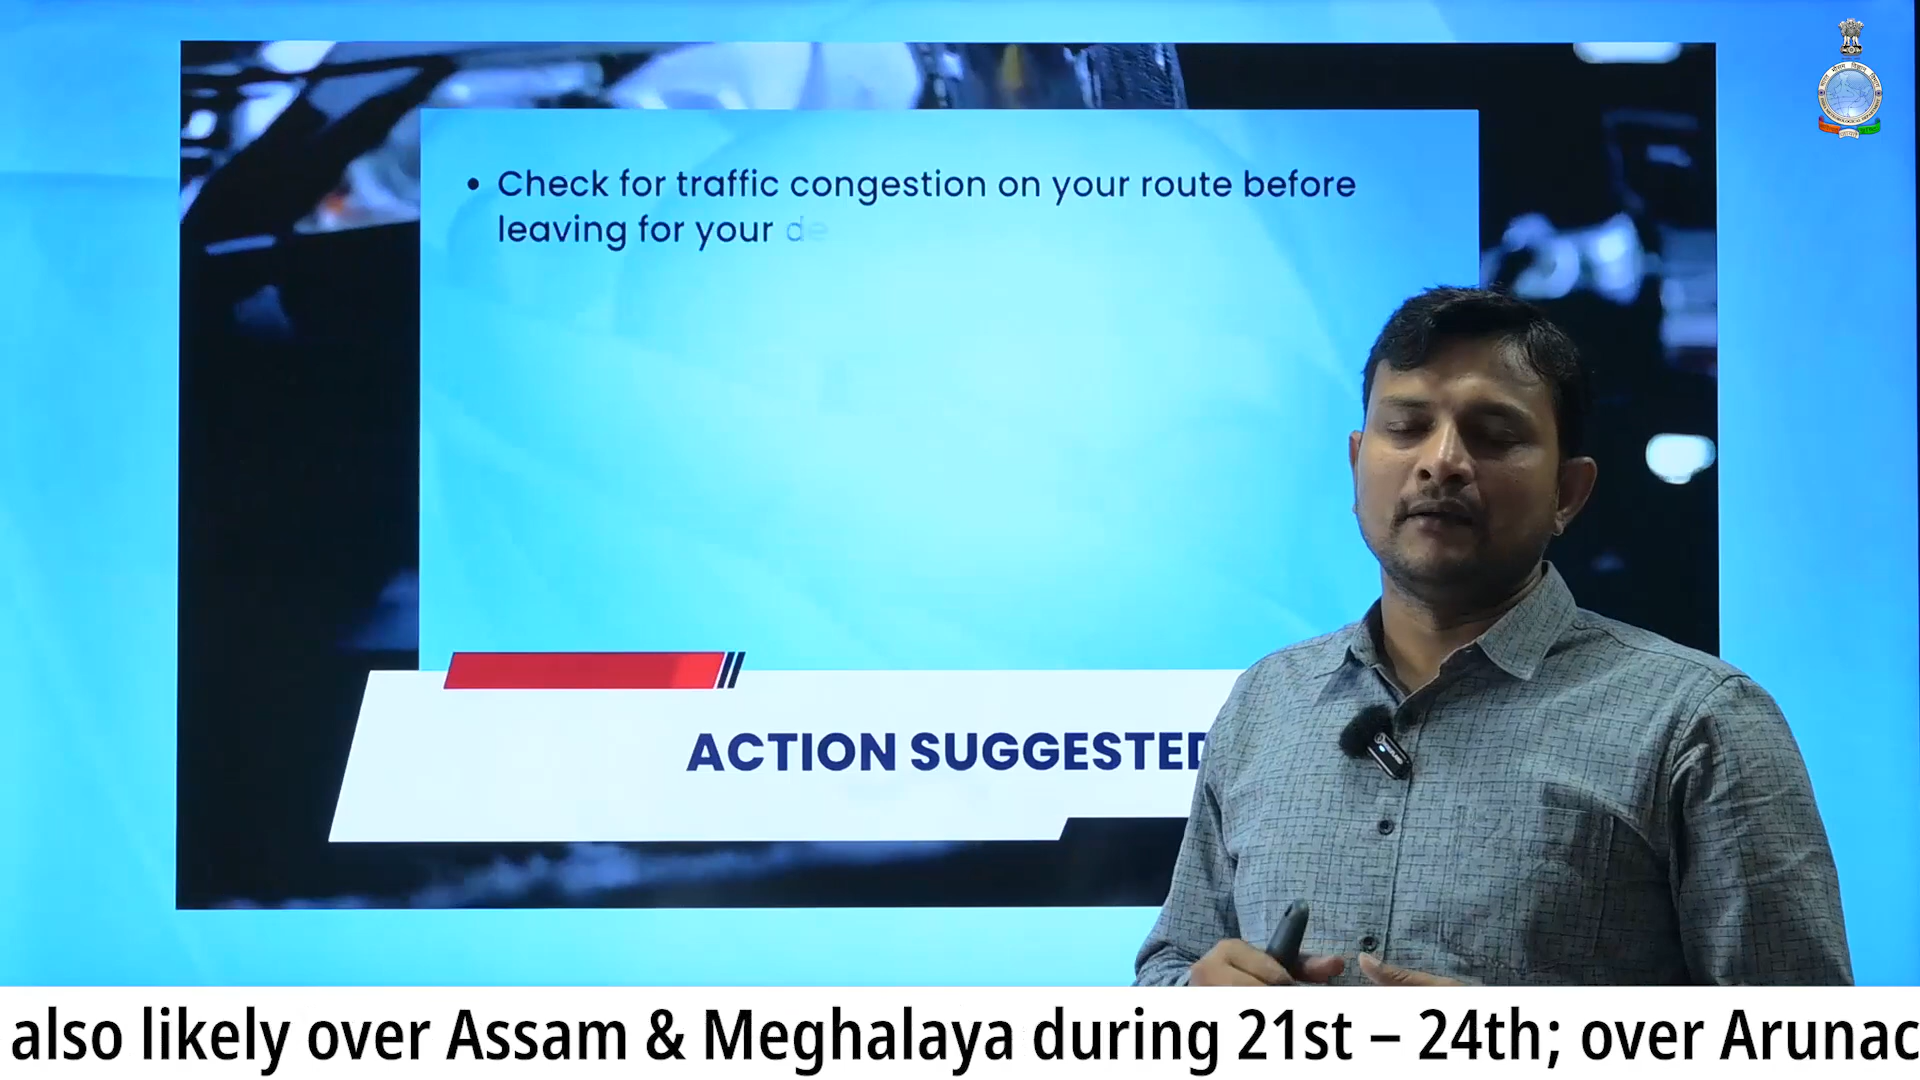 • Check for traffic congestion on your route before
leaving for your de
ACTION SUGGESTED
also likely over Assam & Meghalaya during 21st – 24th; over Arunac